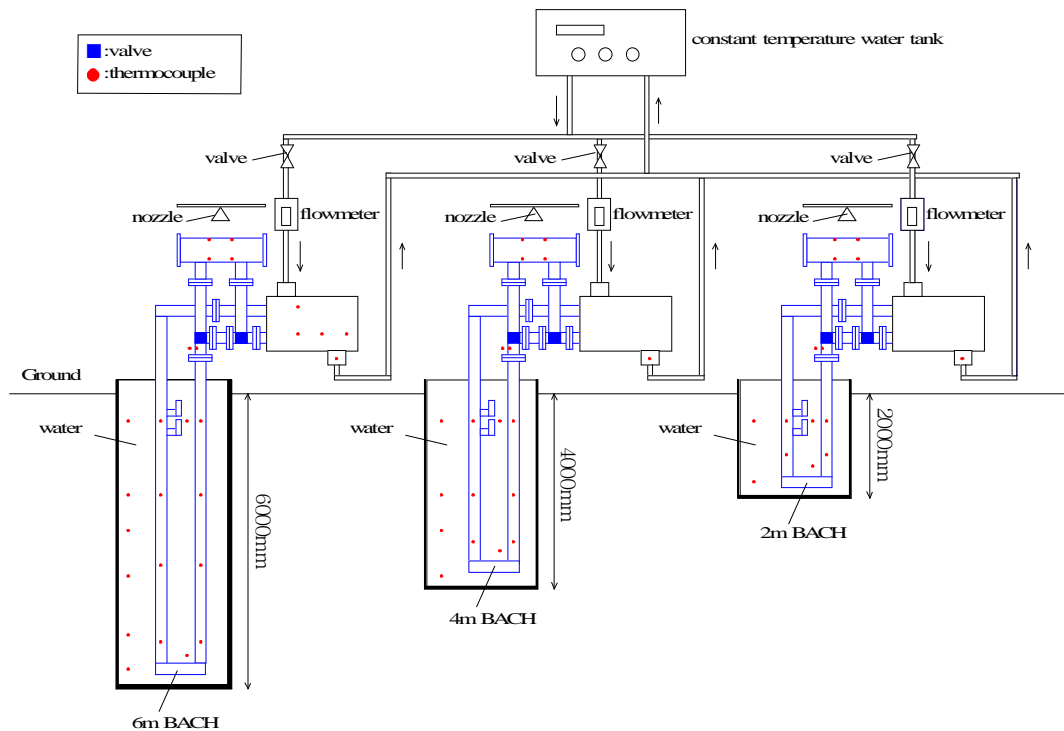 constant temperature water tank
:valve
:thermocouple
valve
valve
valve
nozzle
flowmeter
nozzle
flowmeter
nozzle
flowmeter
Ground
water
water
water
6000mm
4000mm
2000mm
2m BACH
4m BACH
6m BACH